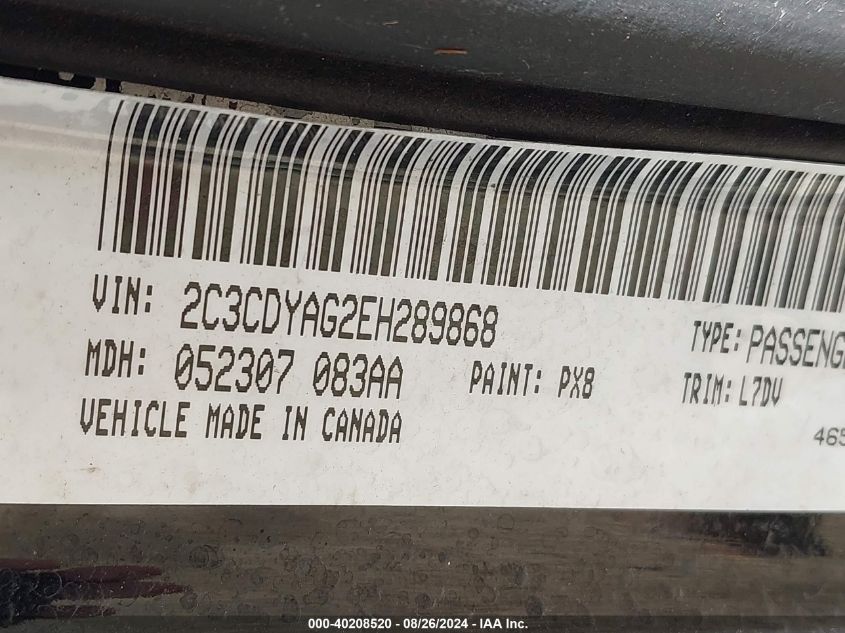 VIN: 2C3CDYAG2EH289868 TYPE: PASSENG
MDH: 052307 083AA PAINT: PX8 TRIM: L7DV
VEHICLE MADE IN CANADA 465
000-40208520 - 08/26/2024 - IAA Inc.